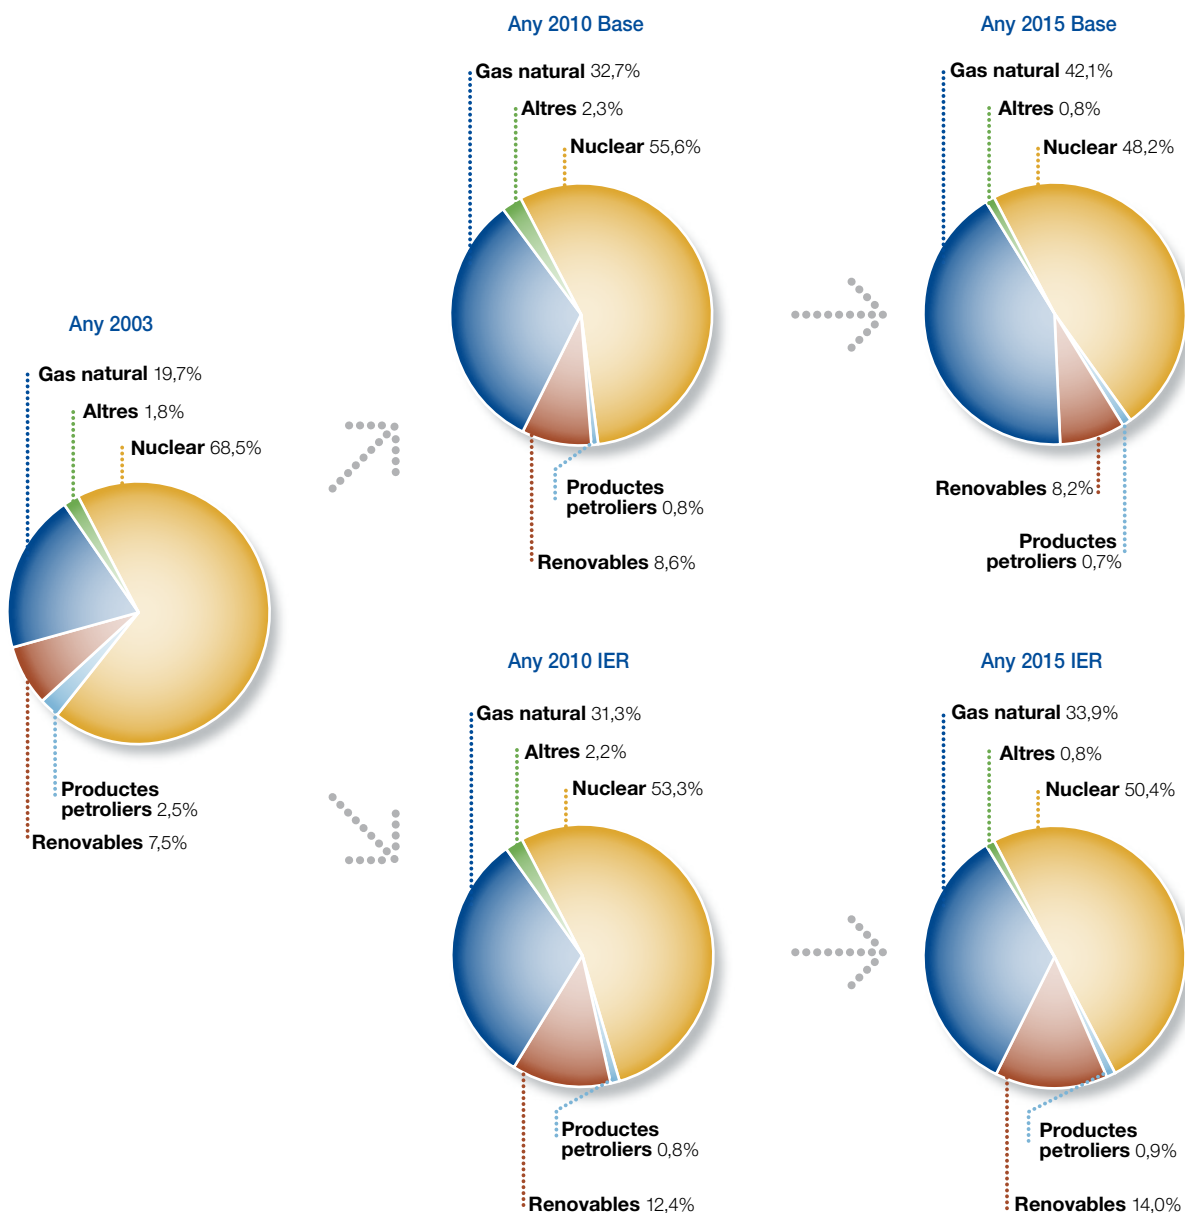 Any 2010 Base
Gas natural 32,7%
Altres 2,3%
Nuclear 55,6%
Productes
petroliers 0,8%
Renovables 8,6%
Any 2015 Base
Gas natural 42,1%
Altres 0,8%
Nuclear 48,2%
Renovables 8,2%
Productes
petroliers 0,7%
Any 2003
Gas natural 19,7%
Altres 1,8%
Nuclear 68,5%
Productes
petroliers 2,5%
Renovables 7,5%
Any 2010 IER
Gas natural 31,3%
Altres 2,2%
Nuclear 53,3%
Productes
petroliers 0,8%
Renovables 12,4%
Any 2015 IER
Gas natural 33,9%
Altres 0,8%
Nuclear 50,4%
Productes
petroliers 0,9%
Renovables 14,0%